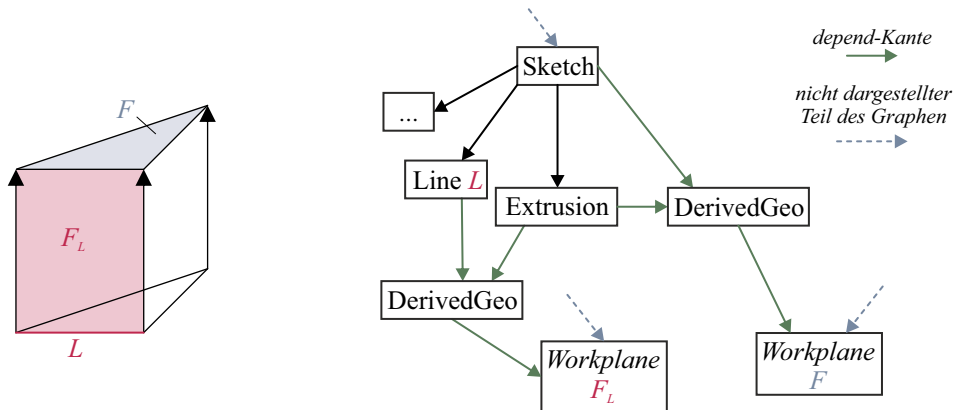 F
F_L
L
Sketch
...
Line L
Extrusion
DerivedGeo
DerivedGeo
Workplane
F_L
Workplane
F
depend-Kante
nicht dargestellter
Teil des Graphen